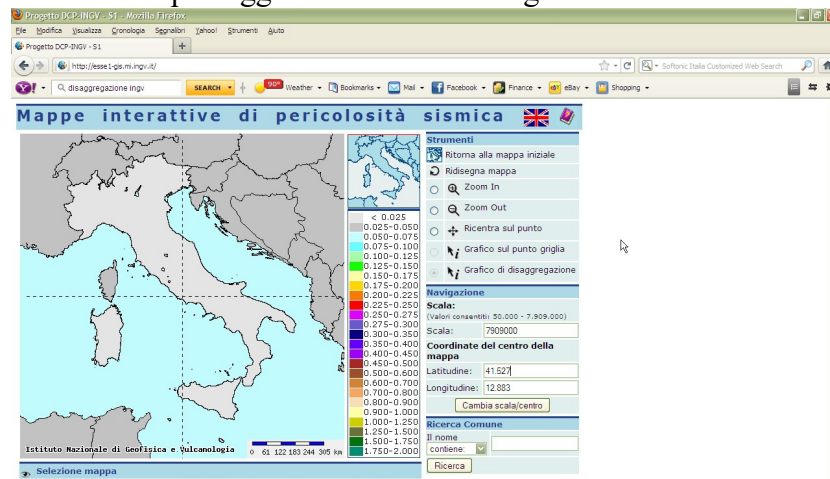 Progetto DCP-INGV - S1 - Mozilla Firefox
File Modifica Visualizza Cronologia Segnalibri Yahoo! Strumenti Aiuto
Progetto DCP-INGV - S1 +
http://esse1-gis.mi.ingv.it/
Softonic Italia Customized Web Search
disaggregazione ingv SEARCH 90° Weather Bookmarks Mail Facebook Finance eBay Shopping
Mappe interattive di pericolosità sismica
Strumenti
Ritorna alla mappa iniziale
Ridisegna mappa
Zoom In
Zoom Out
Ricentra sul punto
Grafico sul punto griglia
Grafico di disaggregazione
< 0.025
0.025-0.050
0.050-0.075
0.075-0.100
0.100-0.125
0.125-0.150
0.150-0.175
0.175-0.200
0.200-0.225
0.225-0.250
0.250-0.275
0.275-0.300
0.300-0.350
0.350-0.400
0.400-0.450
0.450-0.500
0.500-0.600
0.600-0.700
0.700-0.800
0.800-0.900
0.900-1.000
1.000-1.250
1.250-1.500
1.500-1.750
1.750-2.000
Navigazione
Scala:
(Valori consentiti: 50.000 - 7.909.000)
Scala: 7909000
Coordinate del centro della
mappa
Latitudine: 41.527
Longitudine: 12.883
Cambia scala/centro
Ricerca Comune
Il nome
contiene:
Ricerca
Istituto Nazionale di Geofisica e Vulcanologia
0 61 122 183 244 305 km
Selezione mappa